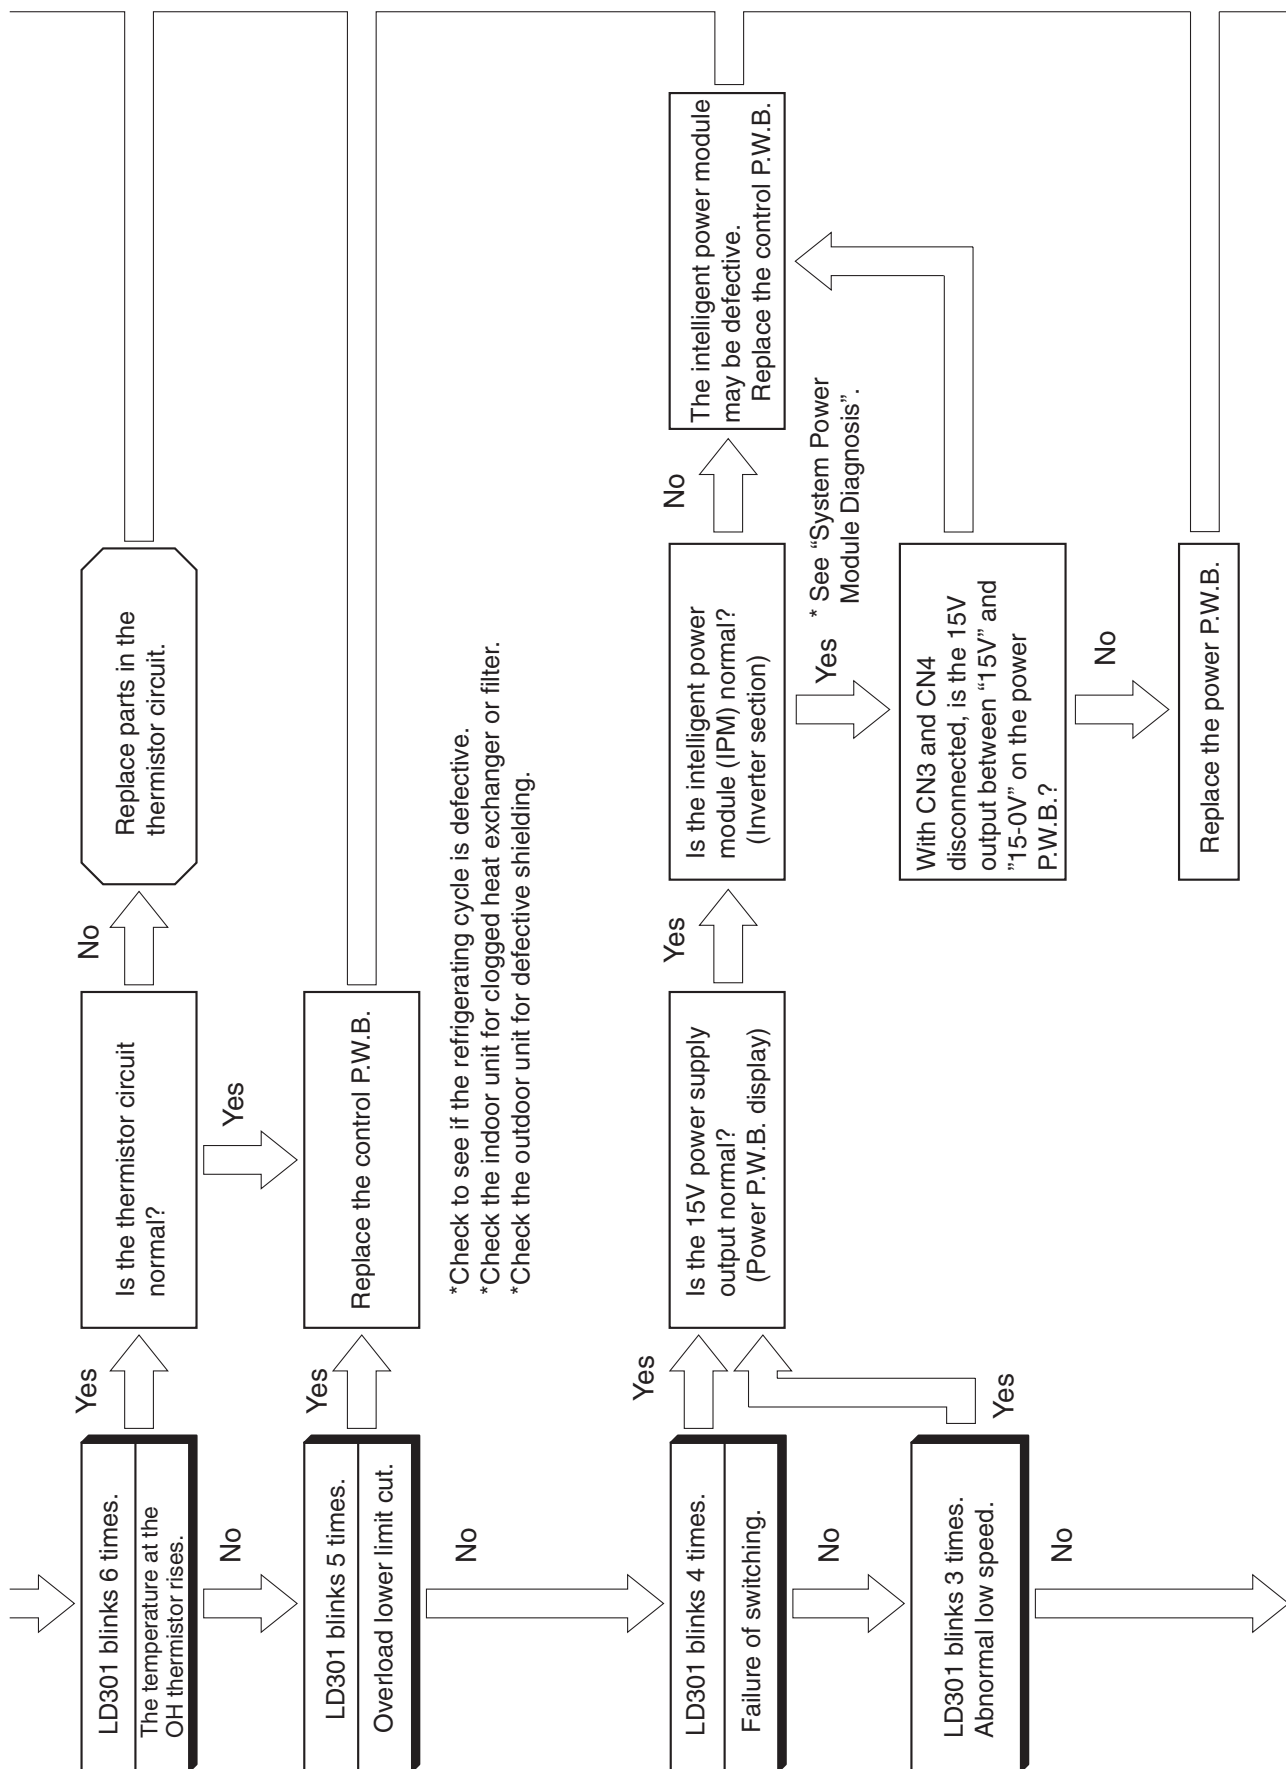 LD301 blinks 6 times.
The temperature at the
OH thermistor rises.
Yes
Is the thermistor circuit
normal?
No
Replace parts in the
thermistor circuit.
No
Yes
LD301 blinks 5 times.
Overload lower limit cut.
Yes
Replace the control P.W.B.
*Check to see if the refrigerating cycle is defective.
*Check the indoor unit for clogged heat exchanger or filter.
*Check the outdoor unit for defective shielding.
No
LD301 blinks 4 times.
Failure of switching.
Yes
Is the 15V power supply
output normal?
(Power P.W.B. display)
Yes
Is the intelligent power
module (IPM) normal?
(Inverter section)
No
The intelligent power module
may be defective.
Replace the control P.W.B.
No
Yes
* See “System Power
Module Diagnosis”.
LD301 blinks 3 times.
Abnormal low speed.
Yes
With CN3 and CN4
disconnected, is the 15V
output between “15V” and
”15-0V” on the power
P.W.B.?
No
No
Replace the power P.W.B.